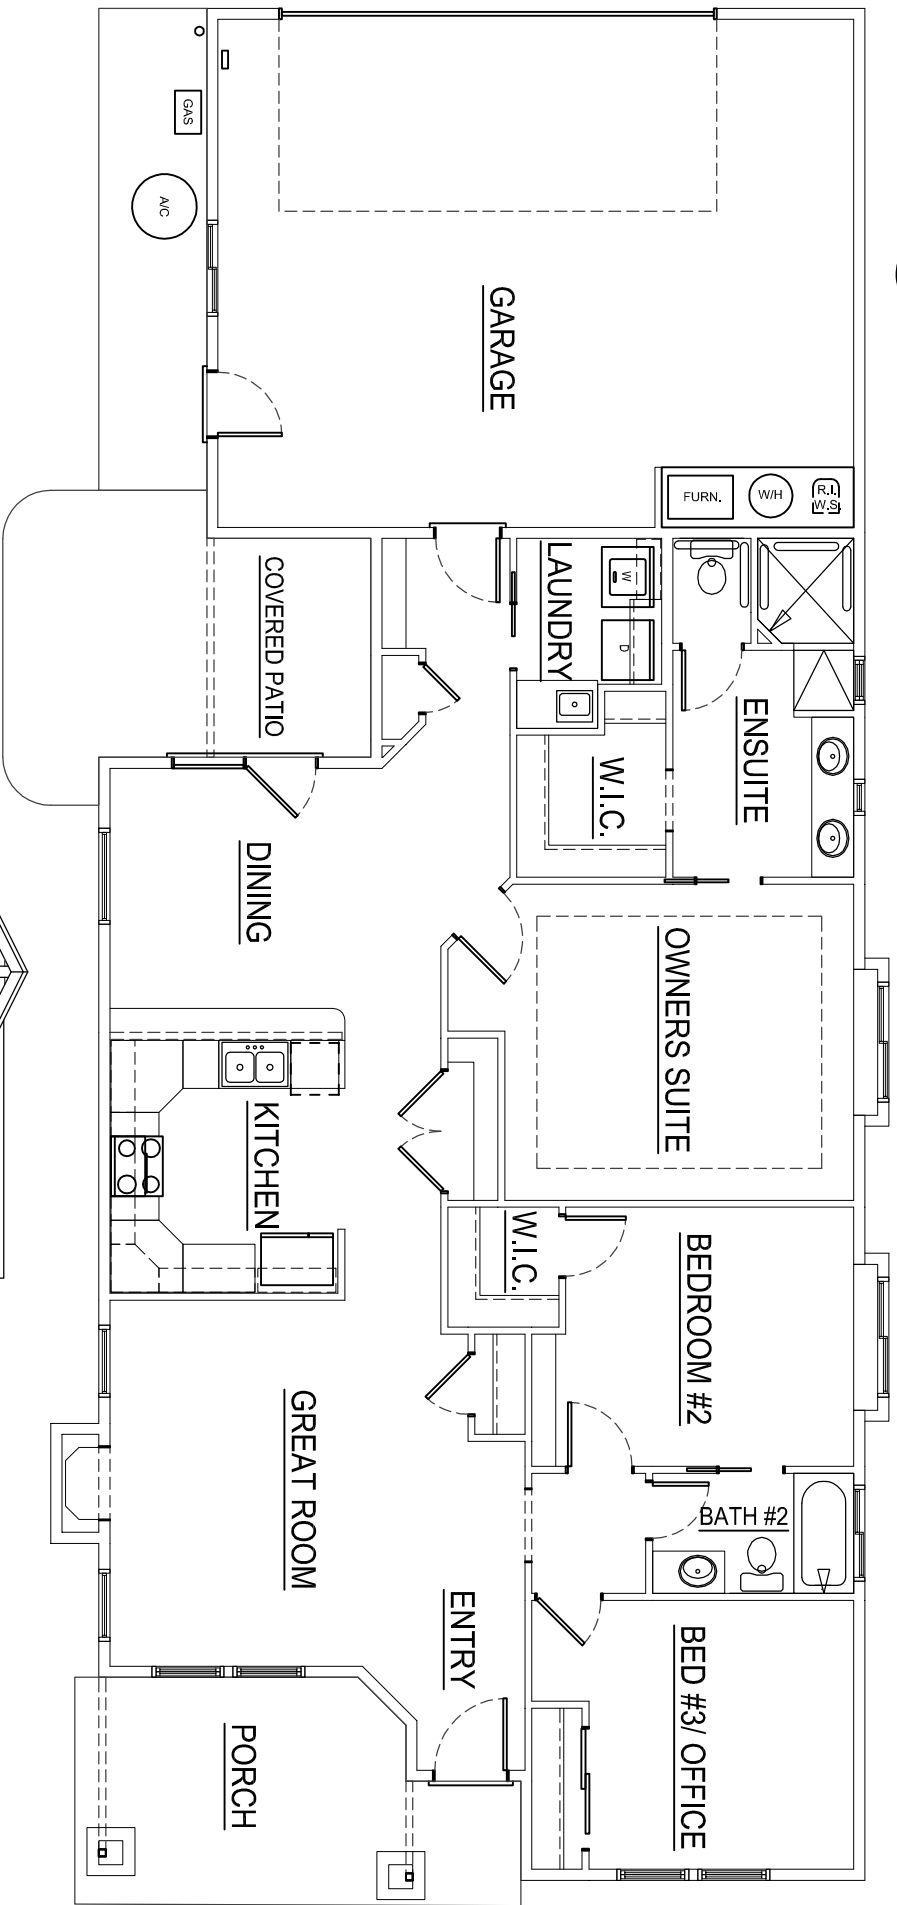 GAS
A/C
GARAGE
FURN.
W/H
R.I.
W.S.
COVERED PATIO
LAUNDRY
W
D
ENSUITE
W.I.C.
DINING
OWNERS SUITE
KITCHEN
W.I.C.
BEDROOM #2
GREAT ROOM
BATH #2
ENTRY
BED #3/ OFFICE
PORCH